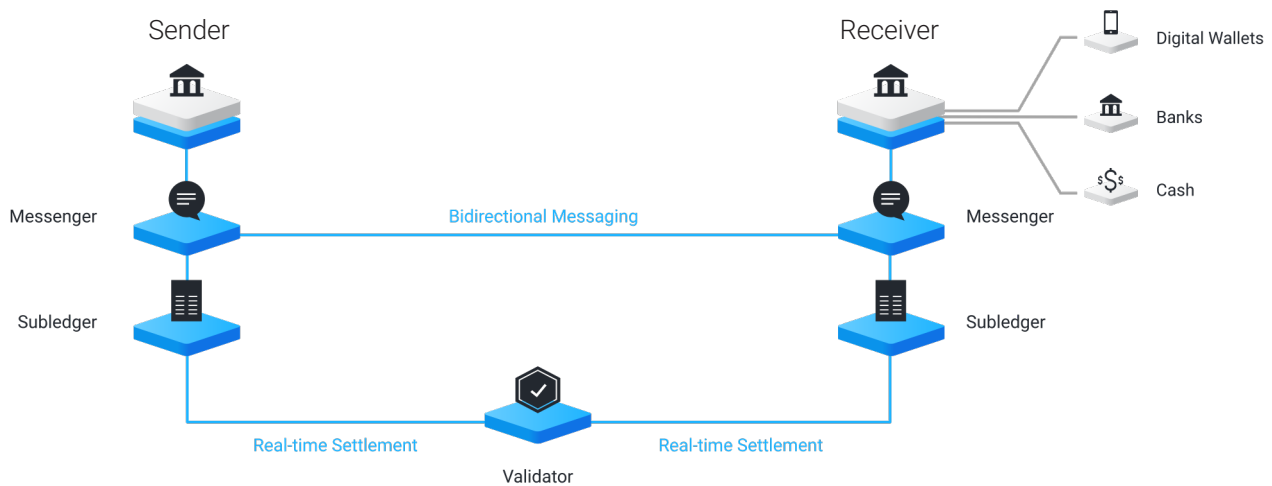 Sender
Receiver
Digital Wallets
Banks
Cash
$$$
Messenger
Bidirectional Messaging
Messenger
Subledger
Subledger
Real-time Settlement
Real-time Settlement
Validator